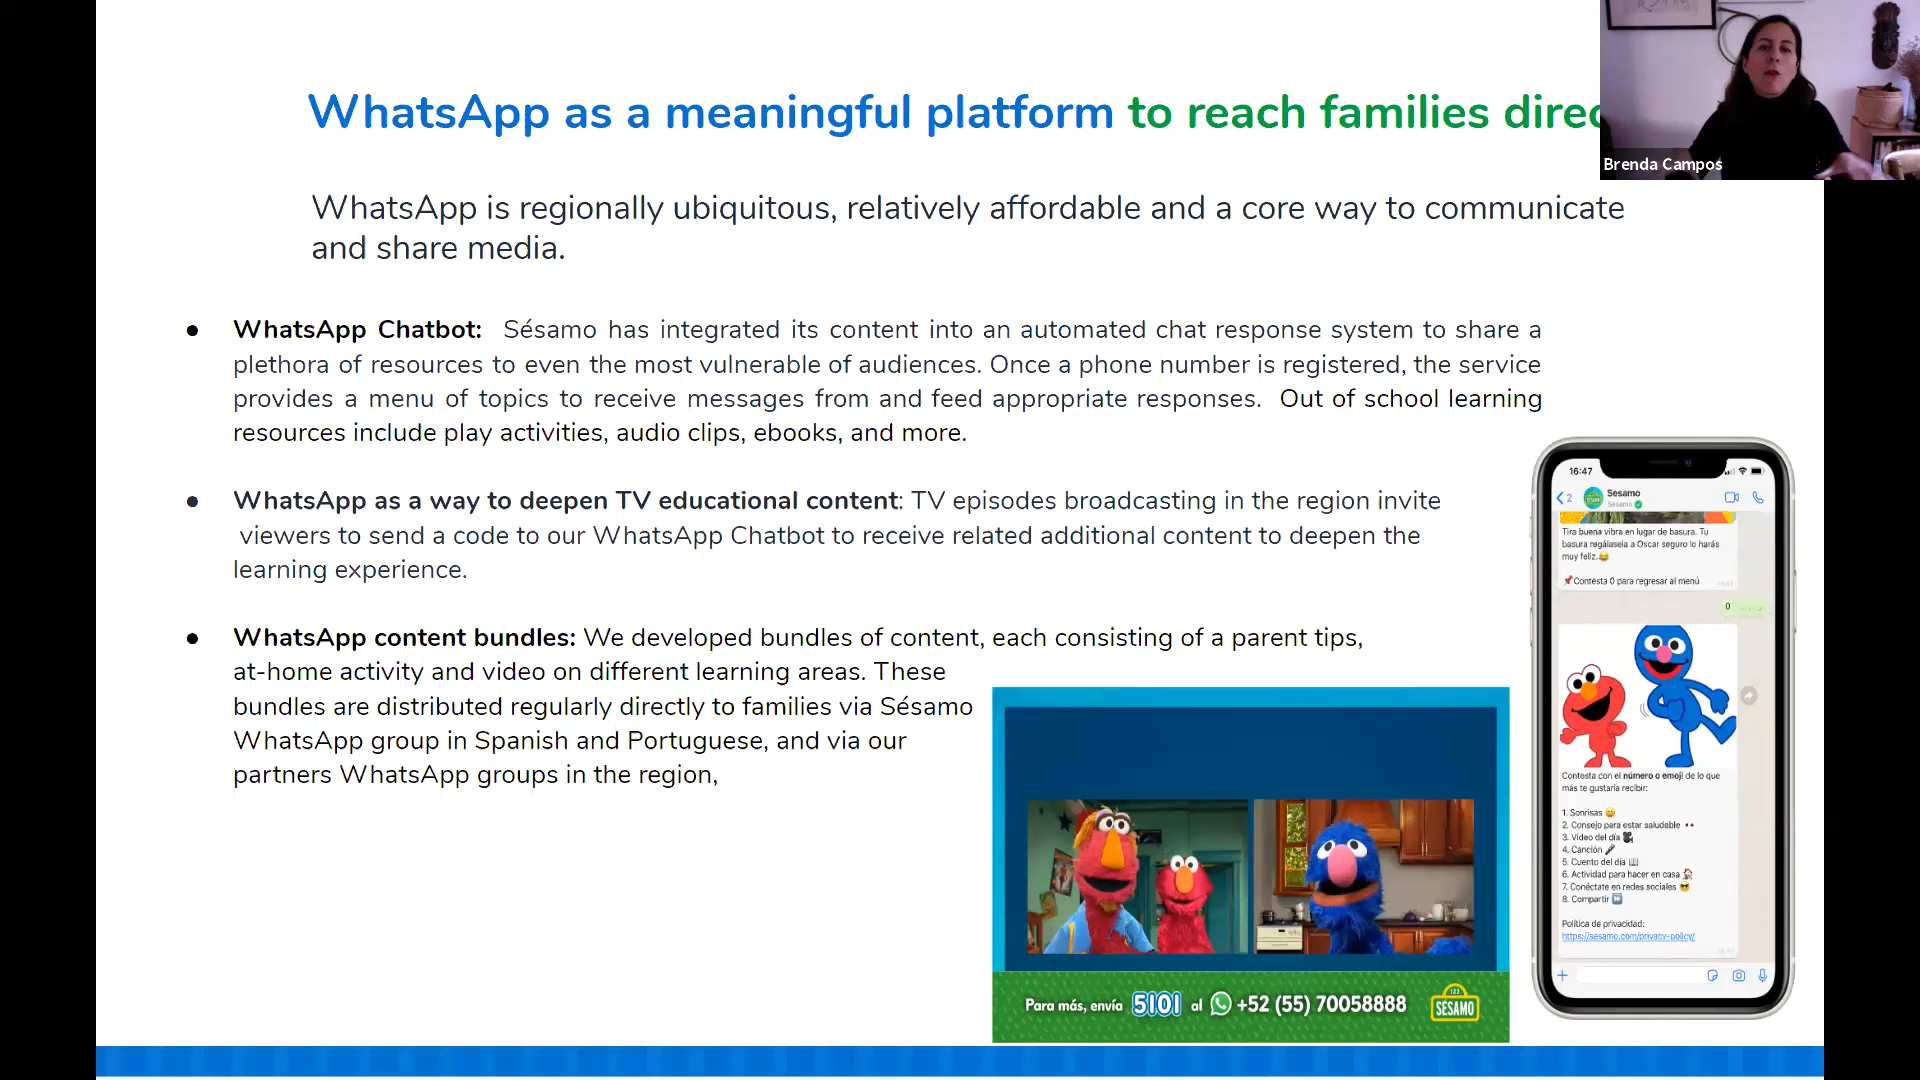 WhatsApp as a meaningful platform to reach families direc
Brenda Campos
WhatsApp is regionally ubiquitous, relatively affordable and a core way to communicate
and share media.
● WhatsApp Chatbot: Sésamo has integrated its content into an automated chat response system to share a
plethora of resources to even the most vulnerable of audiences. Once a phone number is registered, the service
provides a menu of topics to receive messages from and feed appropriate responses. Out of school learning
resources include play activities, audio clips, ebooks, and more.
● WhatsApp as a way to deepen TV educational content: TV episodes broadcasting in the region invite
viewers to send a code to our WhatsApp Chatbot to receive related additional content to deepen the
learning experience.
● WhatsApp content bundles: We developed bundles of content, each consisting of a parent tips,
at-home activity and video on different learning areas. These
bundles are distributed regularly directly to families via Sésamo
WhatsApp group in Spanish and Portuguese, and via our
partners WhatsApp groups in the region,
Para más, envía 5101 al +52 (55) 70058888
123
SÉSAMO
16:47
2 Sesamo
Sésamo
Tira buena vibra en lugar de basura. Tu
basura regálasela a Oscar seguro lo harás
muy feliz.😂
📌Contesta 0 para regresar al menú
0
Contesta con el número o emoji de lo que
más te gustaría recibir:
1. Sonrisas 😄
2. Consejo para estar saludable 👀
3. Video del día 🎥
4. Canción 🎤
5. Cuento del día 📖
6. Actividad para hacer en casa 🏠
7. Conéctate en redes sociales 😎
8. Compartir ➡️
Política de privacidad:
https://sesamo.com/privacy-policy/